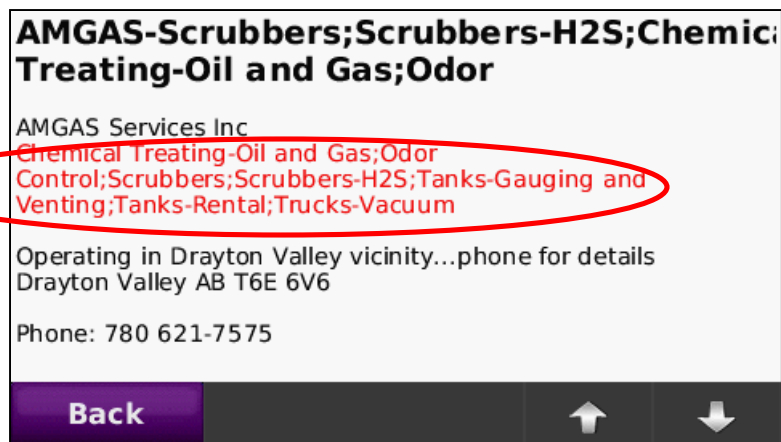 AMGAS-Scrubbers;Scrubbers-H2S;Chemica
Treating-Oil and Gas;Odor
AMGAS Services Inc
Chemical Treating-Oil and Gas;Odor
Control;Scrubbers;Scrubbers-H2S;Tanks-Gauging and
Venting;Tanks-Rental;Trucks-Vacuum
Operating in Drayton Valley vicinity...phone for details
Drayton Valley AB T6E 6V6
Phone: 780 621-7575
Back